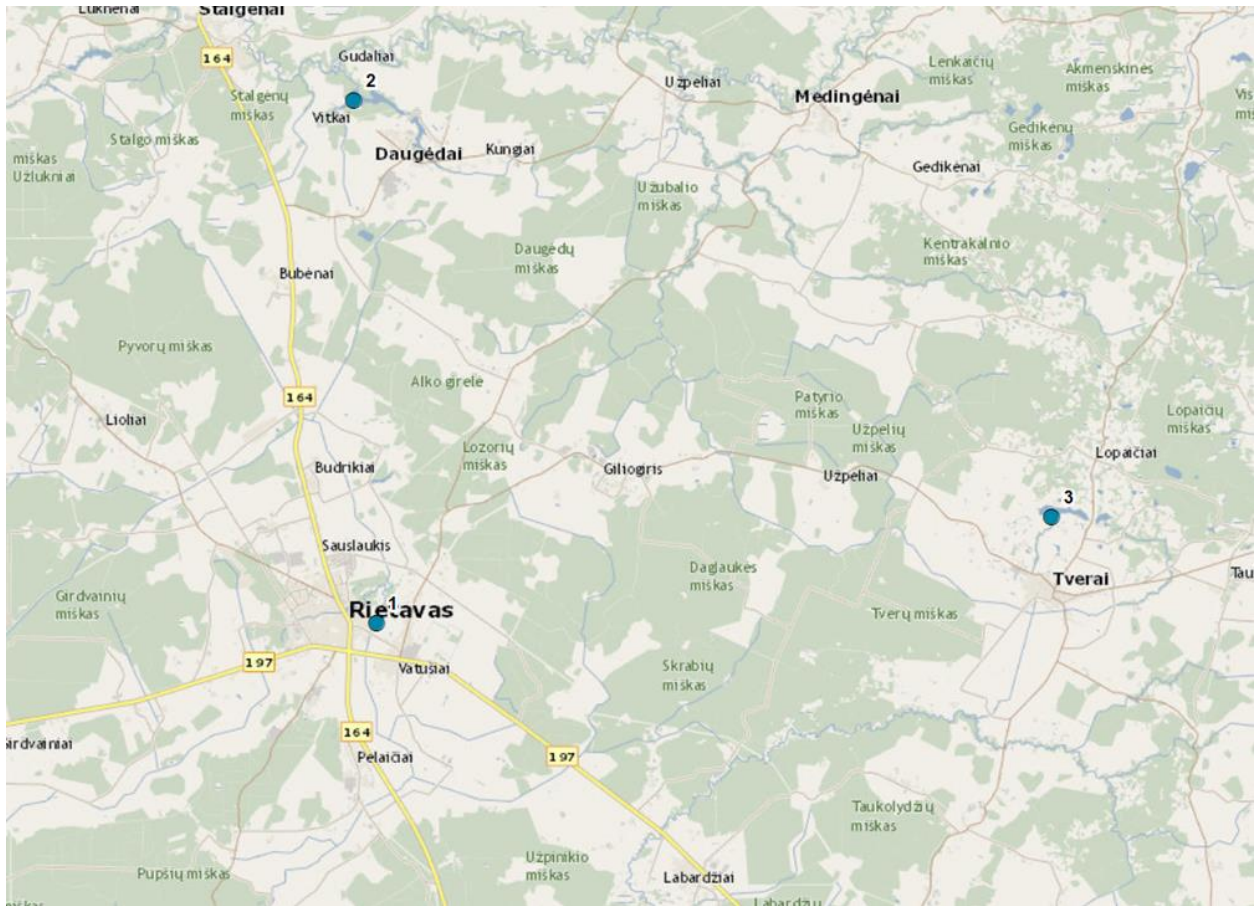 Luknėnai
Stalgėnai
164
Gudaliai
2
Stalgėnų
miškas
Vitkai
Stalgo miškas
miškas
Užlukniai
Daugėdai
Kungiai
Užpeliai
Medingėnai
Lenkaičių
miškas
Akmenskinės
miškas
Gedikėnų
miškas
Gedikėnai
Užubalio
miškas
Daugėdų
miškas
Kentrakalnio
miškas
Bubėnai
Pyvorų miškas
Alko girelė
164
Lioliai
Patyrio
miškas
Užpelių
miškas
Lopaičių
miškas
Lozorių
miškas
Budrikiai
Giliogiris
Užpeliai
Lopaičiai
3
Sauslaukis
Daglaukės
miškas
Tverai
Girdvainių
miškas
Rietavas
1
Tverų miškas
197
Vatušiai
Skrabių
miškas
164
Pelaičiai
197
Taukolydžių
miškas
Užpinikio
miškas
Pupšių miškas
Labardžiai